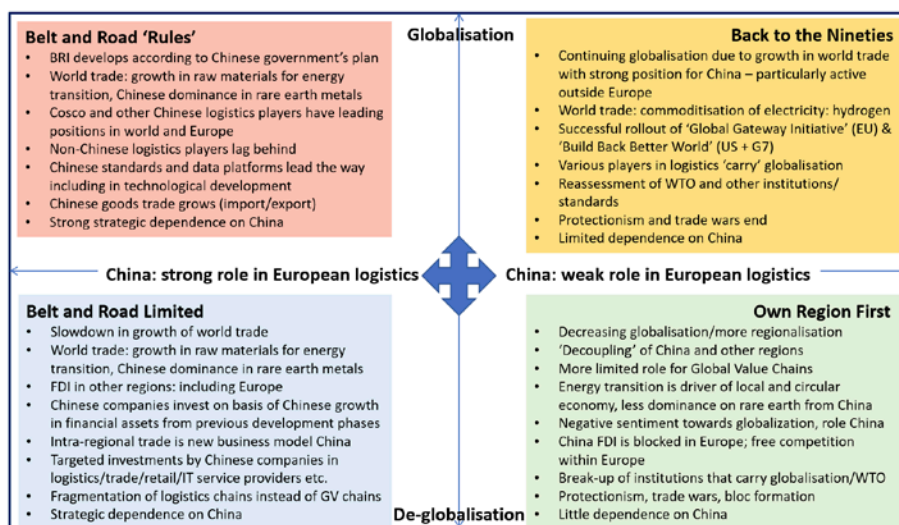 Belt and Road 'Rules'
• BRI develops according to Chinese government's plan
• World trade: growth in raw materials for energy
transition, Chinese dominance in rare earth metals
• Cosco and other Chinese logistics players have leading
positions in world and Europe
• Non-Chinese logistics players lag behind
• Chinese standards and data platforms lead the way
including in technological development
• Chinese goods trade grows (import/export)
• Strong strategic dependence on China
Globalisation
Back to the Nineties
• Continuing globalisation due to growth in world trade
with strong position for China – particularly active
outside Europe
• World trade: commoditisation of electricity: hydrogen
• Successful rollout of 'Global Gateway Initiative' (EU) &
'Build Back Better World' (US + G7)
• Various players in logistics 'carry' globalisation
• Reassessment of WTO and other institutions/
standards
• Protectionism and trade wars end
• Limited dependence on China
China: strong role in European logistics
China: weak role in European logistics
Belt and Road Limited
• Slowdown in growth of world trade
• World trade: growth in raw materials for energy
transition, Chinese dominance in rare earth metals
• FDI in other regions: including Europe
• Chinese companies invest on basis of Chinese growth
in financial assets from previous development phases
• Intra-regional trade is new business model China
• Targeted investments by Chinese companies in
logistics/trade/retail/IT service providers etc.
• Fragmentation of logistics chains instead of GV chains
• Strategic dependence on China
De-globalisation
Own Region First
• Decreasing globalisation/more regionalisation
• 'Decoupling' of China and other regions
• More limited role for Global Value Chains
• Energy transition is driver of local and circular
economy, less dominance on rare earth from China
• Negative sentiment towards globalization, role China
• China FDI is blocked in Europe; free competition
within Europe
• Break-up of institutions that carry globalisation/WTO
• Protectionism, trade wars, bloc formation
• Little dependence on China